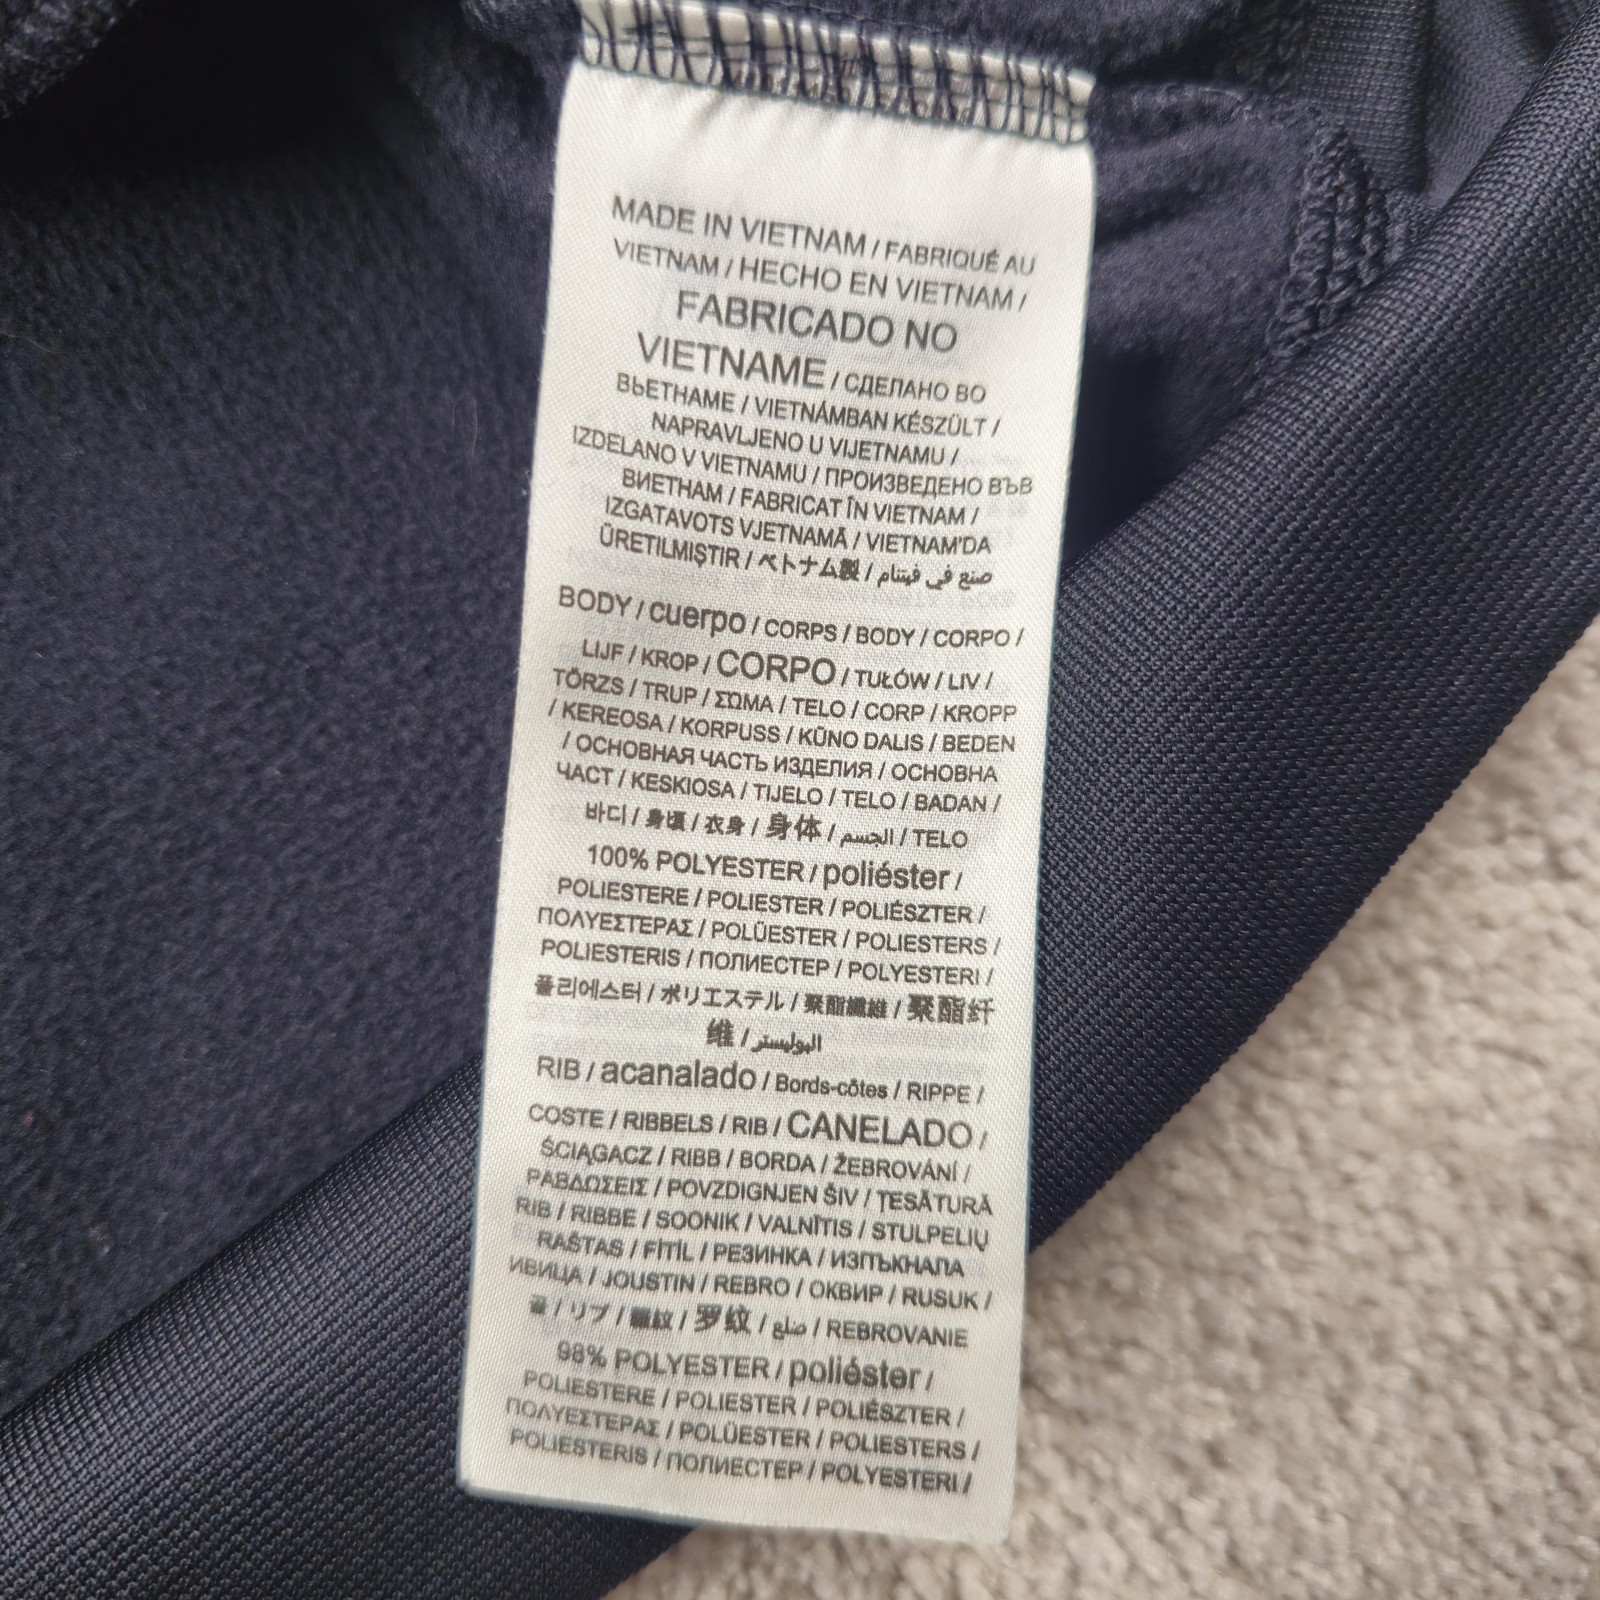 MADE IN VIETNAM / FABRIQUÉ AU
VIETNAM / HECHO EN VIETNAM /
FABRICADO NO
VIETNAME / СДЕЛАНО ВО
ВЬЕТНАМЕ / VIETNÁMBAN KÉSZÜLT /
NAPRAVLJENO U VIJETNAMU /
IZDELANO V VIETNAMU / ПРОИЗВЕДЕНО ВЪВ
ВИЕТНАМ / FABRICAT ÎN VIETNAM /
IZGATAVOTS VJETNAMĀ / VIETNAM'DA
ÜRETILMIŞTIR / ベトナム製 / صنع في فيتنام
BODY / cuerpo / CORPS / BODY / CORPO /
LIJF / KROP / CORPO / TUŁÓW / LIV /
TÖRZS / TRUP / ΣΩΜΑ / TELO / CORP / KROPP
/ KEREOSA / KORPUSS / KŪNO DALIS / BEDEN
/ ОСНОВНАЯ ЧАСТЬ ИЗДЕЛИЯ / ОСНОВНА
ЧАСТ / KESKIOSA / TIJELO / TELO / BADAN /
바디 / 身頃 / 衣身 / 身体 / الجسم / TELO
100% POLYESTER / poliéster /
POLIESTERE / POLIESTER / POLIÉSZTER /
ΠΟΛΥΕΣΤΕΡΑΣ / POLÜESTER / POLIESTERS /
POLIESTERIS / ПОЛИЕСТЕР / POLYESTERI /
폴리에스터 / ポリエステル / 聚酯纖維 / 聚酯纤
维 / البوليستر
RIB / acanalado / Bords-côtes / RIPPE /
COSTE / RIBBELS / RIB / CANELADO /
ŚCIĄGACZ / RIBB / BORDA / ŽEBROVÁNÍ /
ΡΑΒΔΩΣΕΙΣ / POVZDIGNJEN ŠIV / ȚESĂTURĂ
RIB / RIBBE / SOONIK / VALNĪTIS / STULPELIŲ
RAŠTAS / FİTİL / РЕЗИНКА / ИЗПЪКНАЛА
ИВИЦА / JOUSTIN / REBRO / ОКВИР / RUSUK /
골 / リブ / 羅紋 / 罗纹 / ضلع / REBROVANIE
98% POLYESTER / poliéster /
POLIESTERE / POLIESTER / POLIÉSZTER /
ΠΟΛΥΕΣΤΕΡΑΣ / POLÜESTER / POLIESTERS /
POLIESTERIS / ПОЛИЕСТЕР / POLYESTERI /